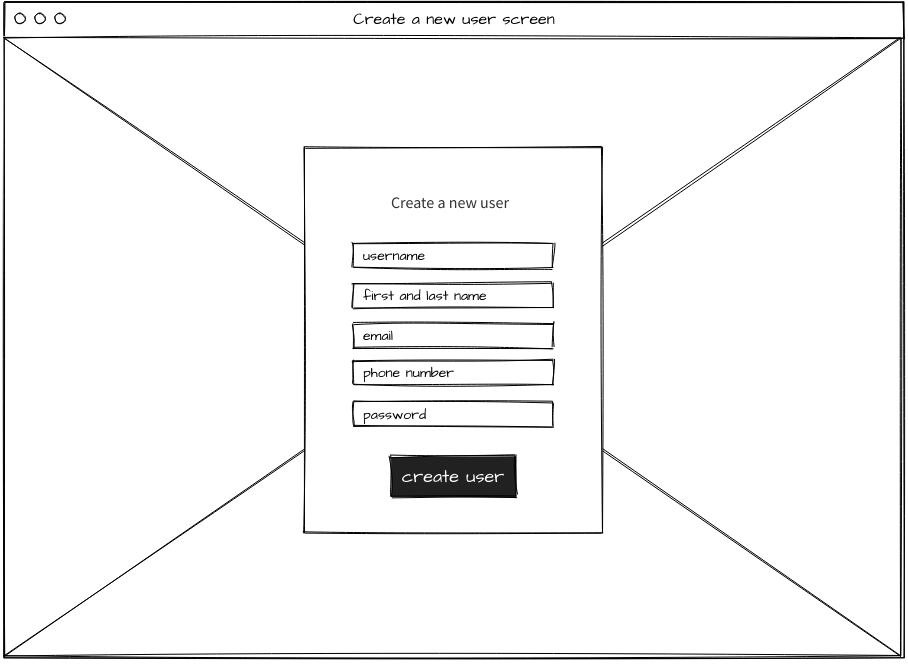 Create a new user screen
Create a new user
username
first and last name
email
phone number
password
create user